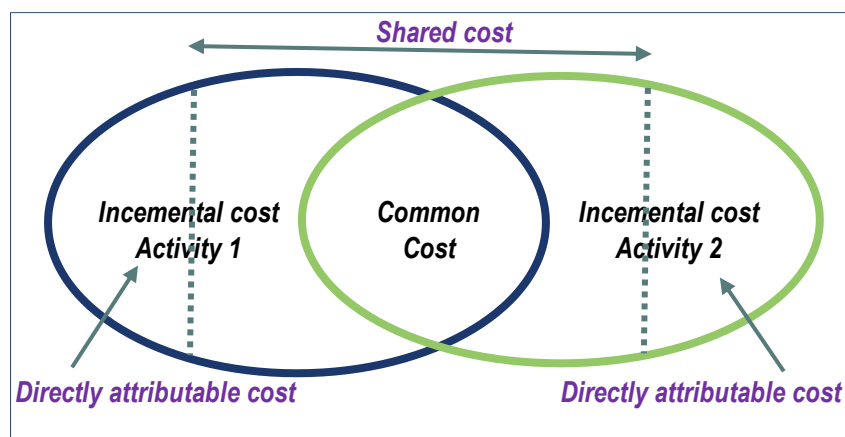 Shared cost
Incemental cost
Activity 1
Common
Cost
Incemental cost
Activity 2
Directly attributable cost
Directly attributable cost